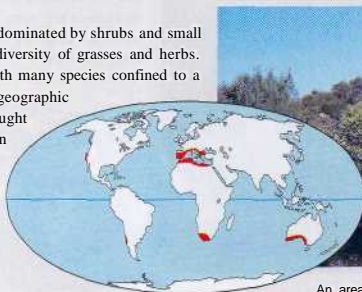 dominated by shrubs and small
diversity of grasses and herbs.
th many species confined to a
geographic
ught
n
An area